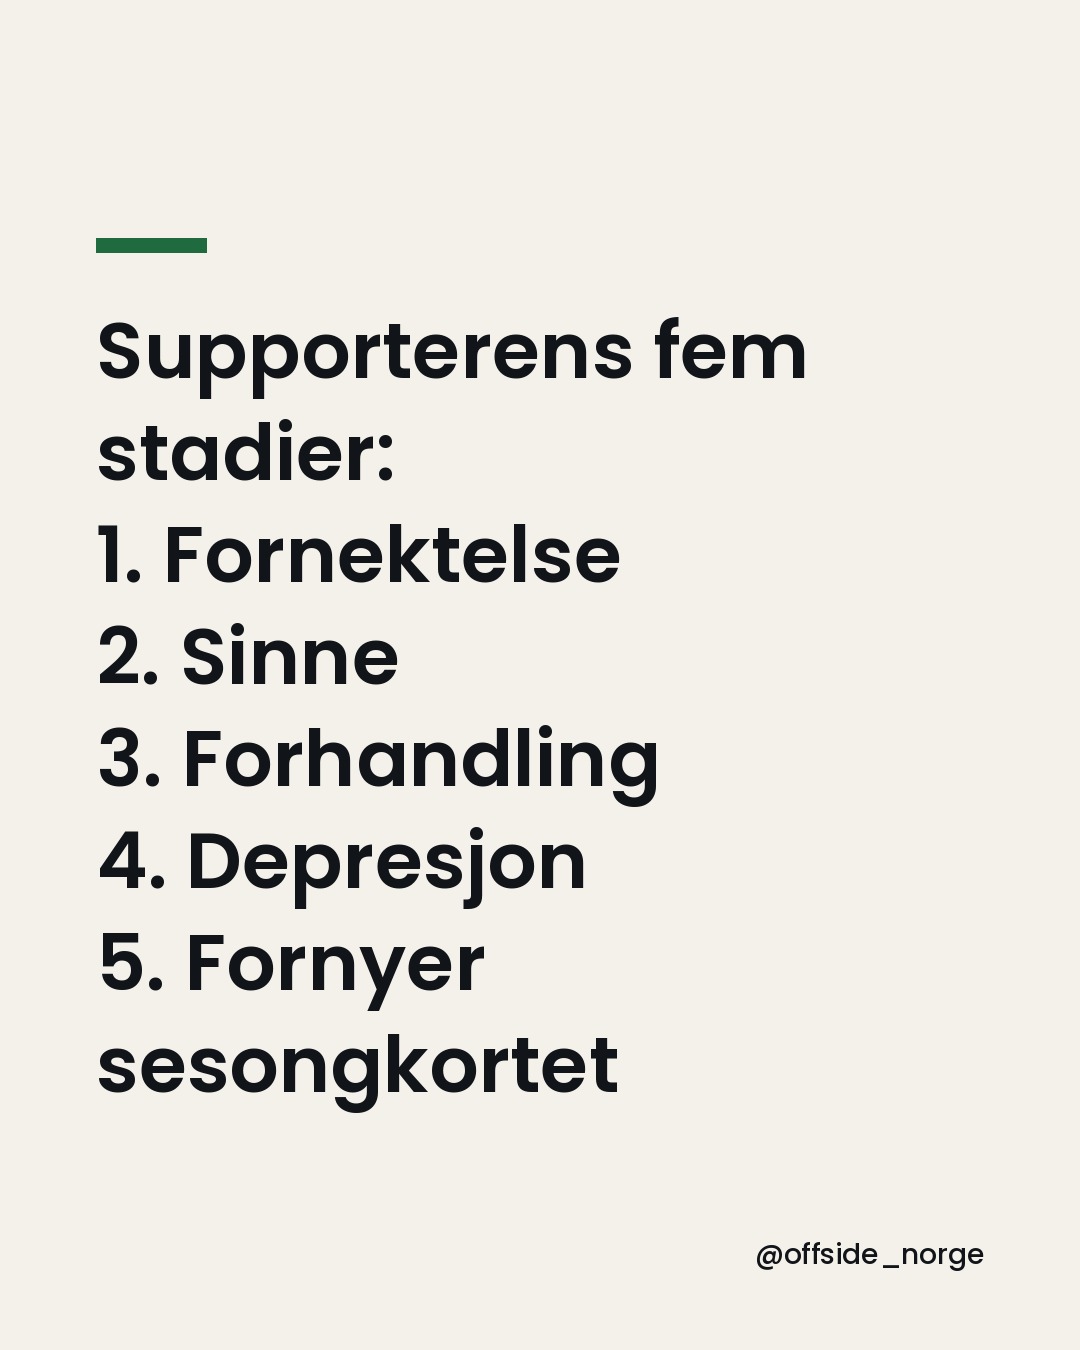 Supporterens fem
stadier:
1. Fornektelse
2. Sinne
3. Forhandling
4. Depresjon
5. Fornyer
sesongkortet
@offside_norge